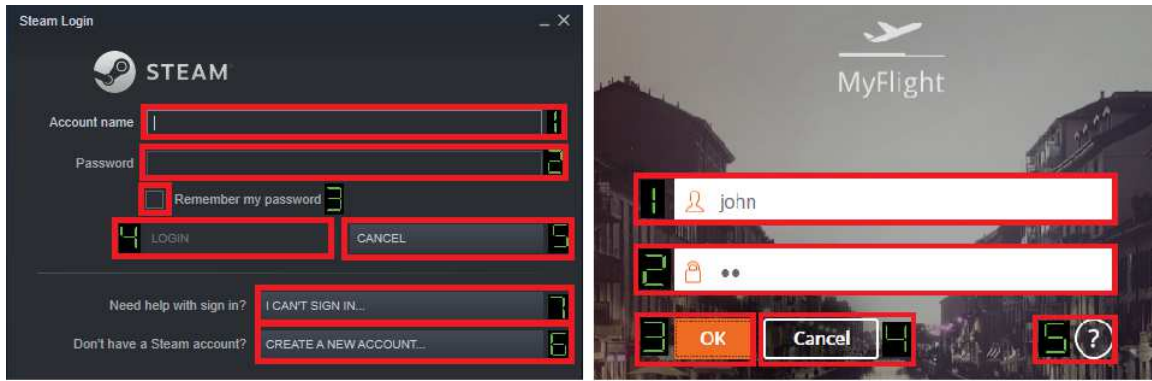 Steam Login
STEAM
Account name 1
Password 2
Remember my password 3
4 LOGIN CANCEL 5
Need help with sign in? I CAN'T SIGN IN... 7
Don't have a Steam account? CREATE A NEW ACCOUNT... 6
MyFlight
1 john
2
3 OK Cancel 4 5 ?